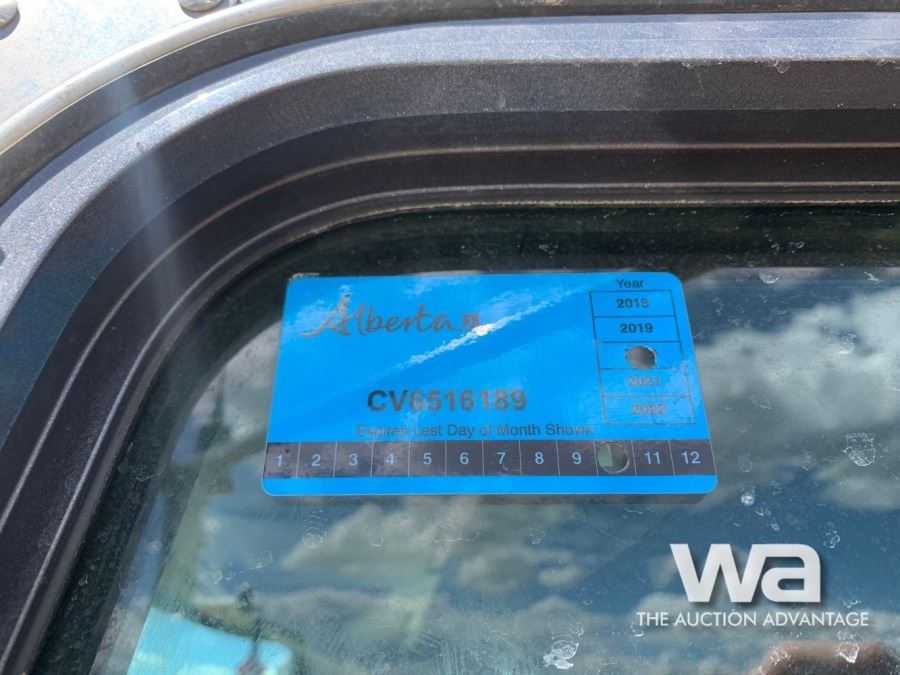 Year
2018
Alberta
2019
2021
CV6516189
2022
Expires Last Day of Month Shown
1 2 3 4 5 6 7 8 9 11 12
wa
THE AUCTION ADVANTAGE